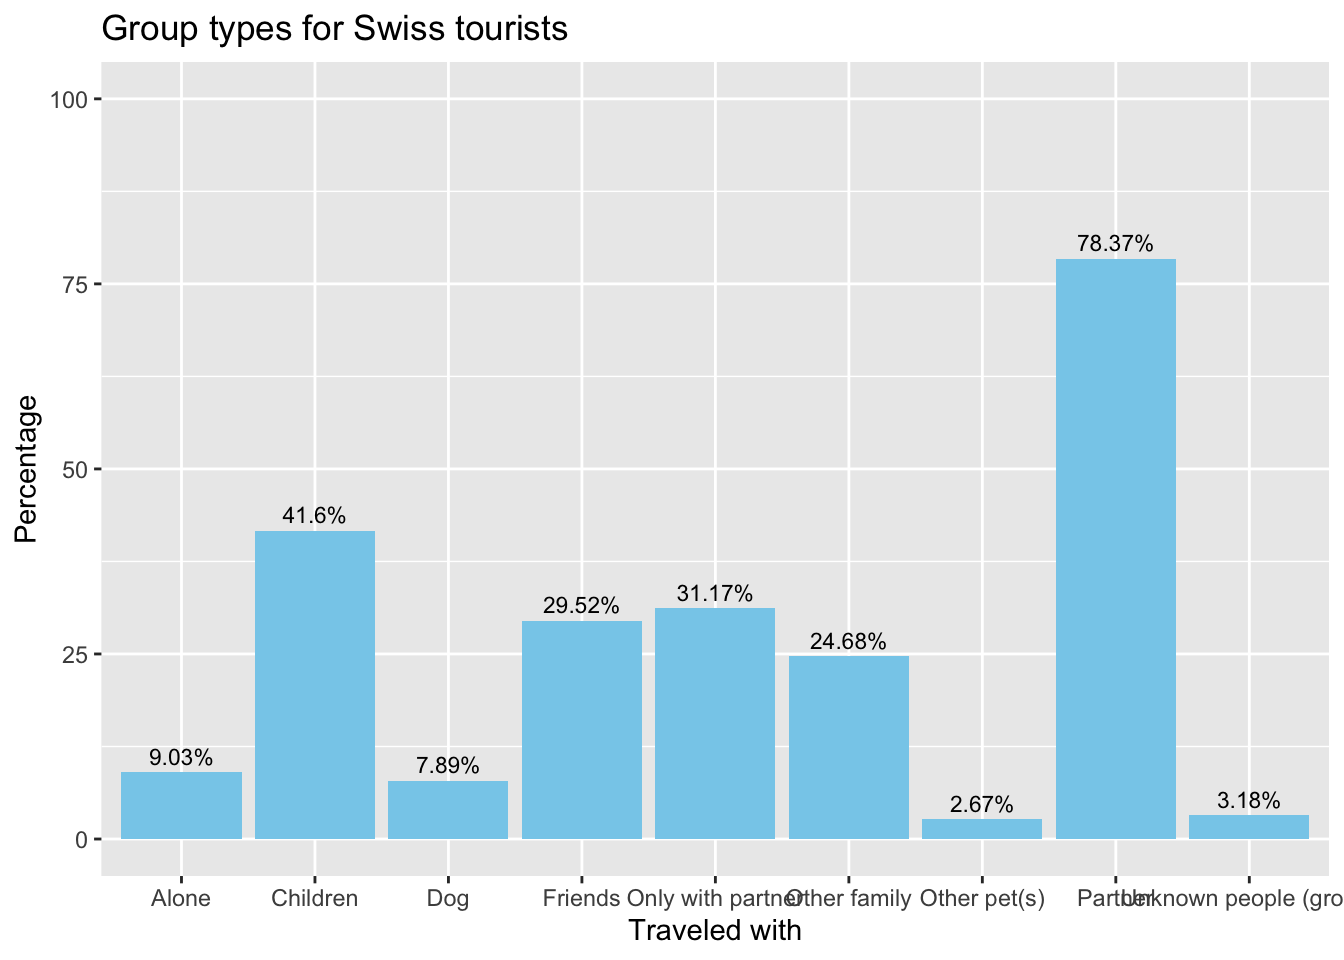 Group types for Swiss tourists
Percentage
100
75
50
25
0
9.03%
41.6%
7.89%
29.52%
31.17%
24.68%
2.67%
78.37%
3.18%
Alone
Children
Dog
Friends
Only with partner
Other family
Other pet(s)
Partner
Unknown people (gro
Traveled with